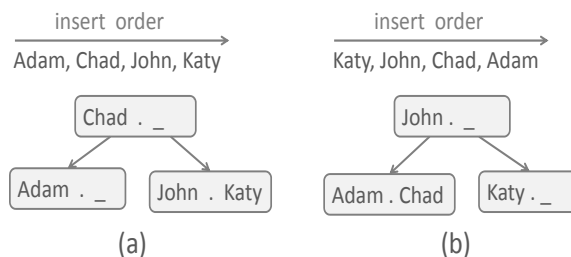 insert order
Adam, Chad, John, Katy
Chad . _
Adam . _
John . Katy
(a)
insert order
Katy, John, Chad, Adam
John . _
Adam . Chad
Katy . _
(b)